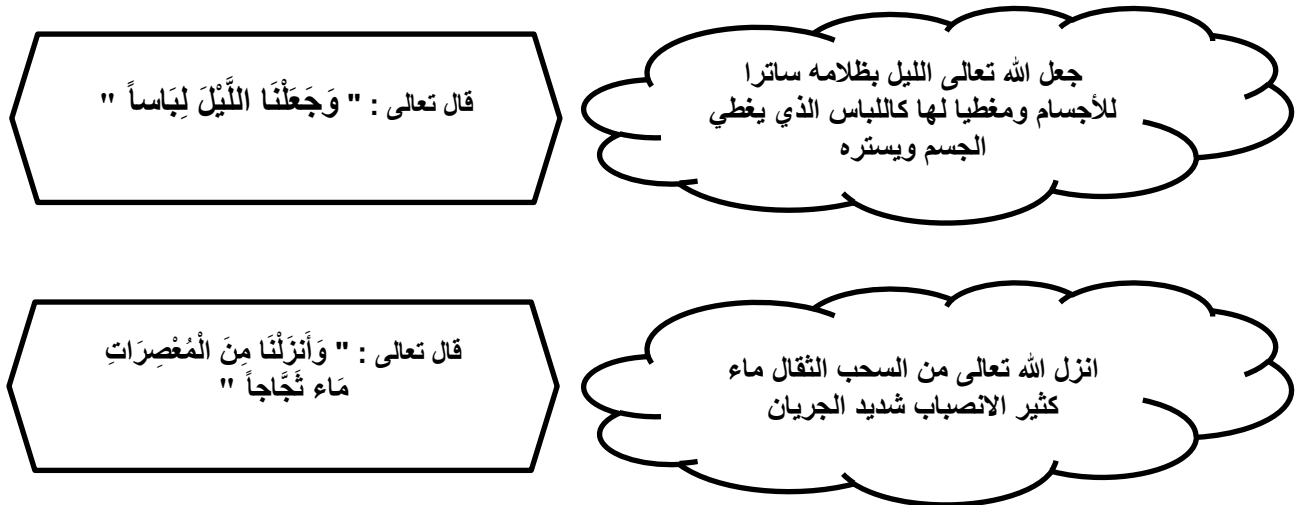 جعل الله تعالى الليل بظلامه ساترا
للأجسام ومغطيا لها كاللباس الذي يغطي
الجسم ويستره
قال تعالى : " وَجَعَلْنَا اللَّيْلَ لِبَاساً "
انزل الله تعالى من السحب الثقال ماء
كثير الانصباب شديد الجريان
قال تعالى : " وَأَنزَلْنَا مِنَ الْمُعْصِرَاتِ
مَاء ثَجَّاجاً "